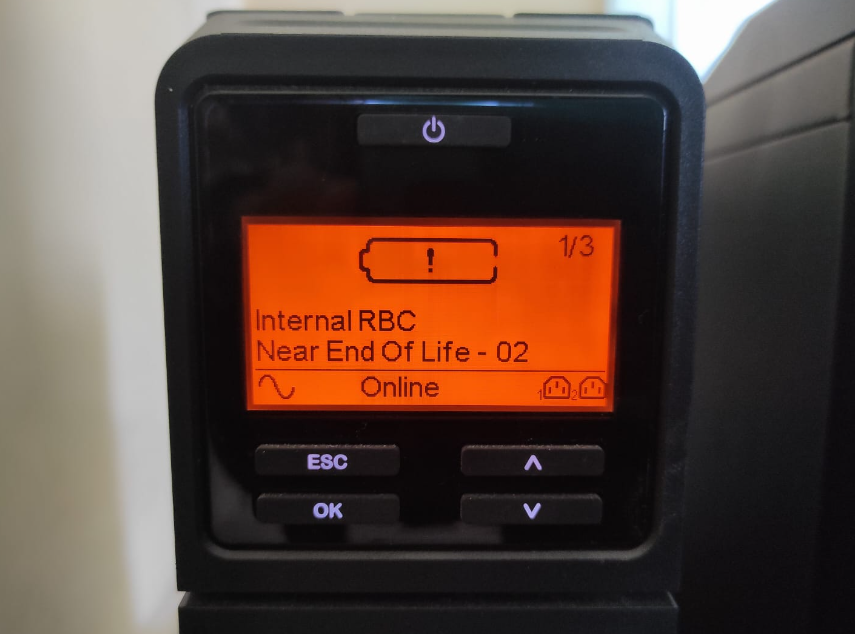 1/3
Internal RBC
Near End Of Life - 02
Online
1 2
ESC
OK